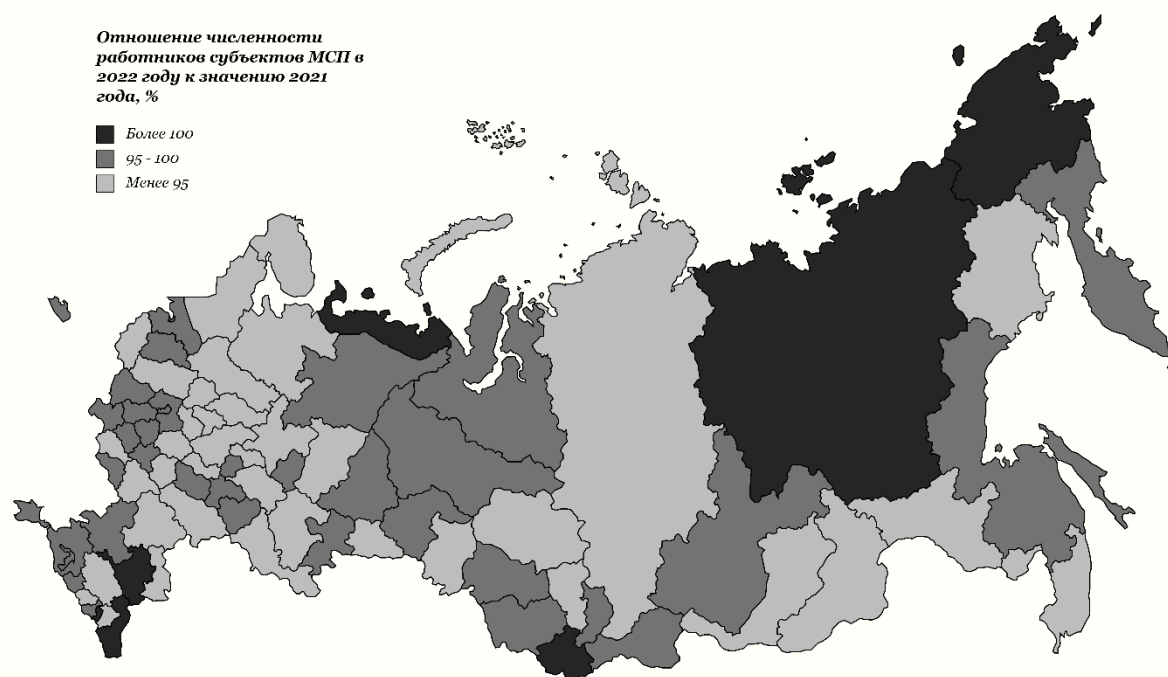 Отношение численности
работников субъектов МСП в
2022 году к значению 2021
года, %
Более 100
95 - 100
Менее 95